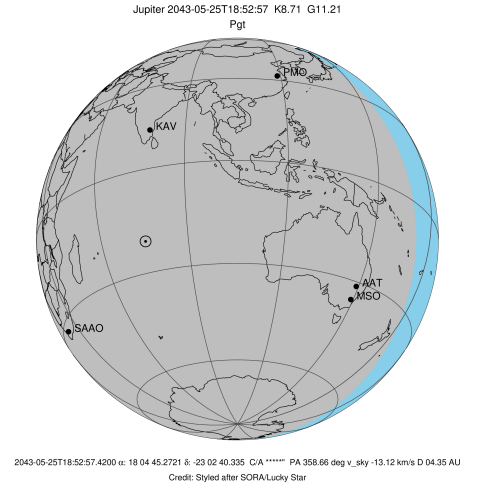 Jupiter 2043-05-25T18:52:57 K8.71 G11.21
Pgt
PMO
KAV
AAT
MSO
SAAO
2043-05-25T18:52:57.4200 α: 18 04 45.2721 δ: -23 02 40.335 C/A *****" PA 358.66 deg v_sky -13.12 km/s D 04.35 AU
Credit: Styled after SORA/Lucky Star